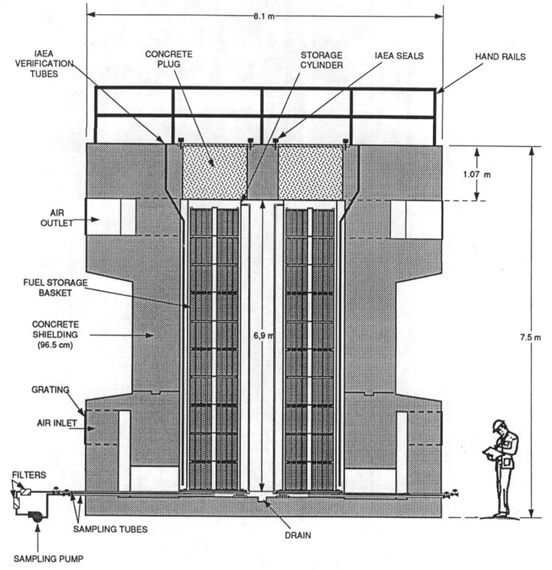 8.1 m
IAEA
VERIFICATION
TUBES
CONCRETE
PLUG
STORAGE
CYLINDER
IAEA SEALS
HAND RAILS
1.07 m
AIR
OUTLET
FUEL STORAGE
BASKET
6,9 m
7.5 m
CONCRETE
SHIELDING
(96.5 cm)
GRATING
AIR INLET
FILTERS
SAMPLING TUBES
DRAIN
SAMPLING PUMP